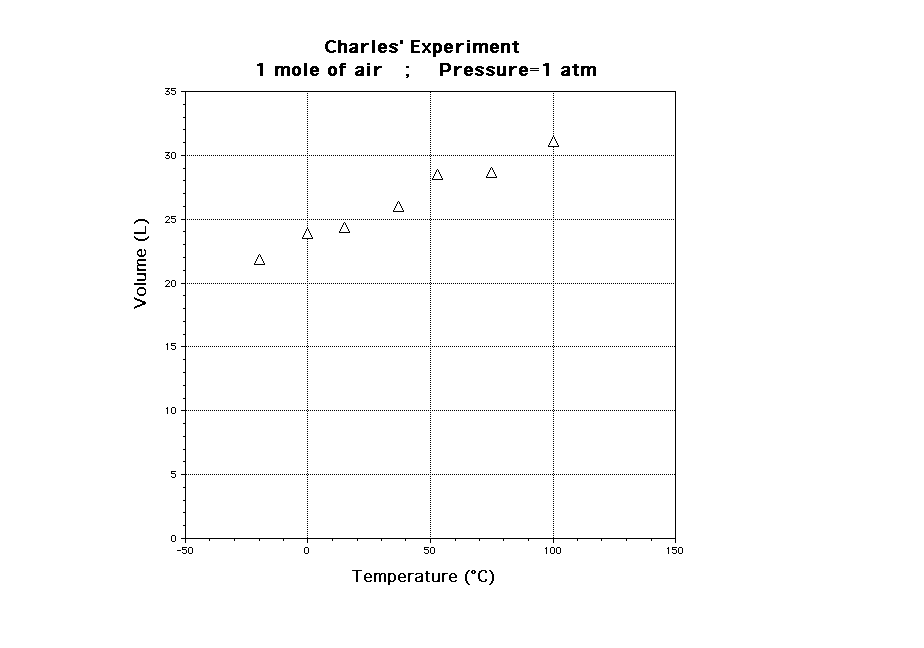 Charles' Experiment
1 mole of air ; Pressure=1 atm
35
30
25
20
15
10
5
0
Volume (L)
-50 0 50 100 150
Temperature (°C)